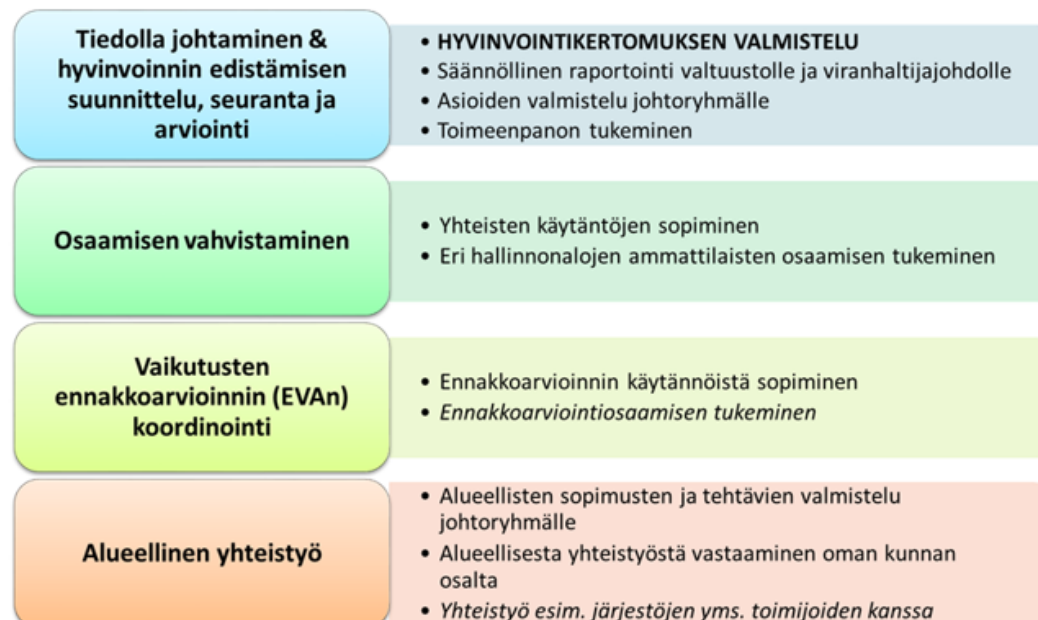 Tiedolla johtaminen &
hyvinvoinnin edistämisen
suunnittelu, seuranta ja
arviointi
• HYVINVOINTIKERTOMUKSEN VALMISTELU
• Säännöllinen raportointi valtuustolle ja viranhaltijajohdolle
• Asioiden valmistelu johtoryhmälle
• Toimeenpanon tukeminen
Osaamisen vahvistaminen
• Yhteisten käytäntöjen sopiminen
• Eri hallinnonalojen ammattilaisten osaamisen tukeminen
Vaikutusten
ennakkoarvioinnin (EVAn)
koordinointi
• Ennakkoarvioinnin käytännöistä sopiminen
• Ennakkoarviointiosaamisen tukeminen
Alueellinen yhteistyö
• Alueellisten sopimusten ja tehtävien valmistelu
johtoryhmälle
• Alueellisesta yhteistyöstä vastaaminen oman kunnan
osalta
• Yhteistyö esim. järjestöjen yms. toimijoiden kanssa